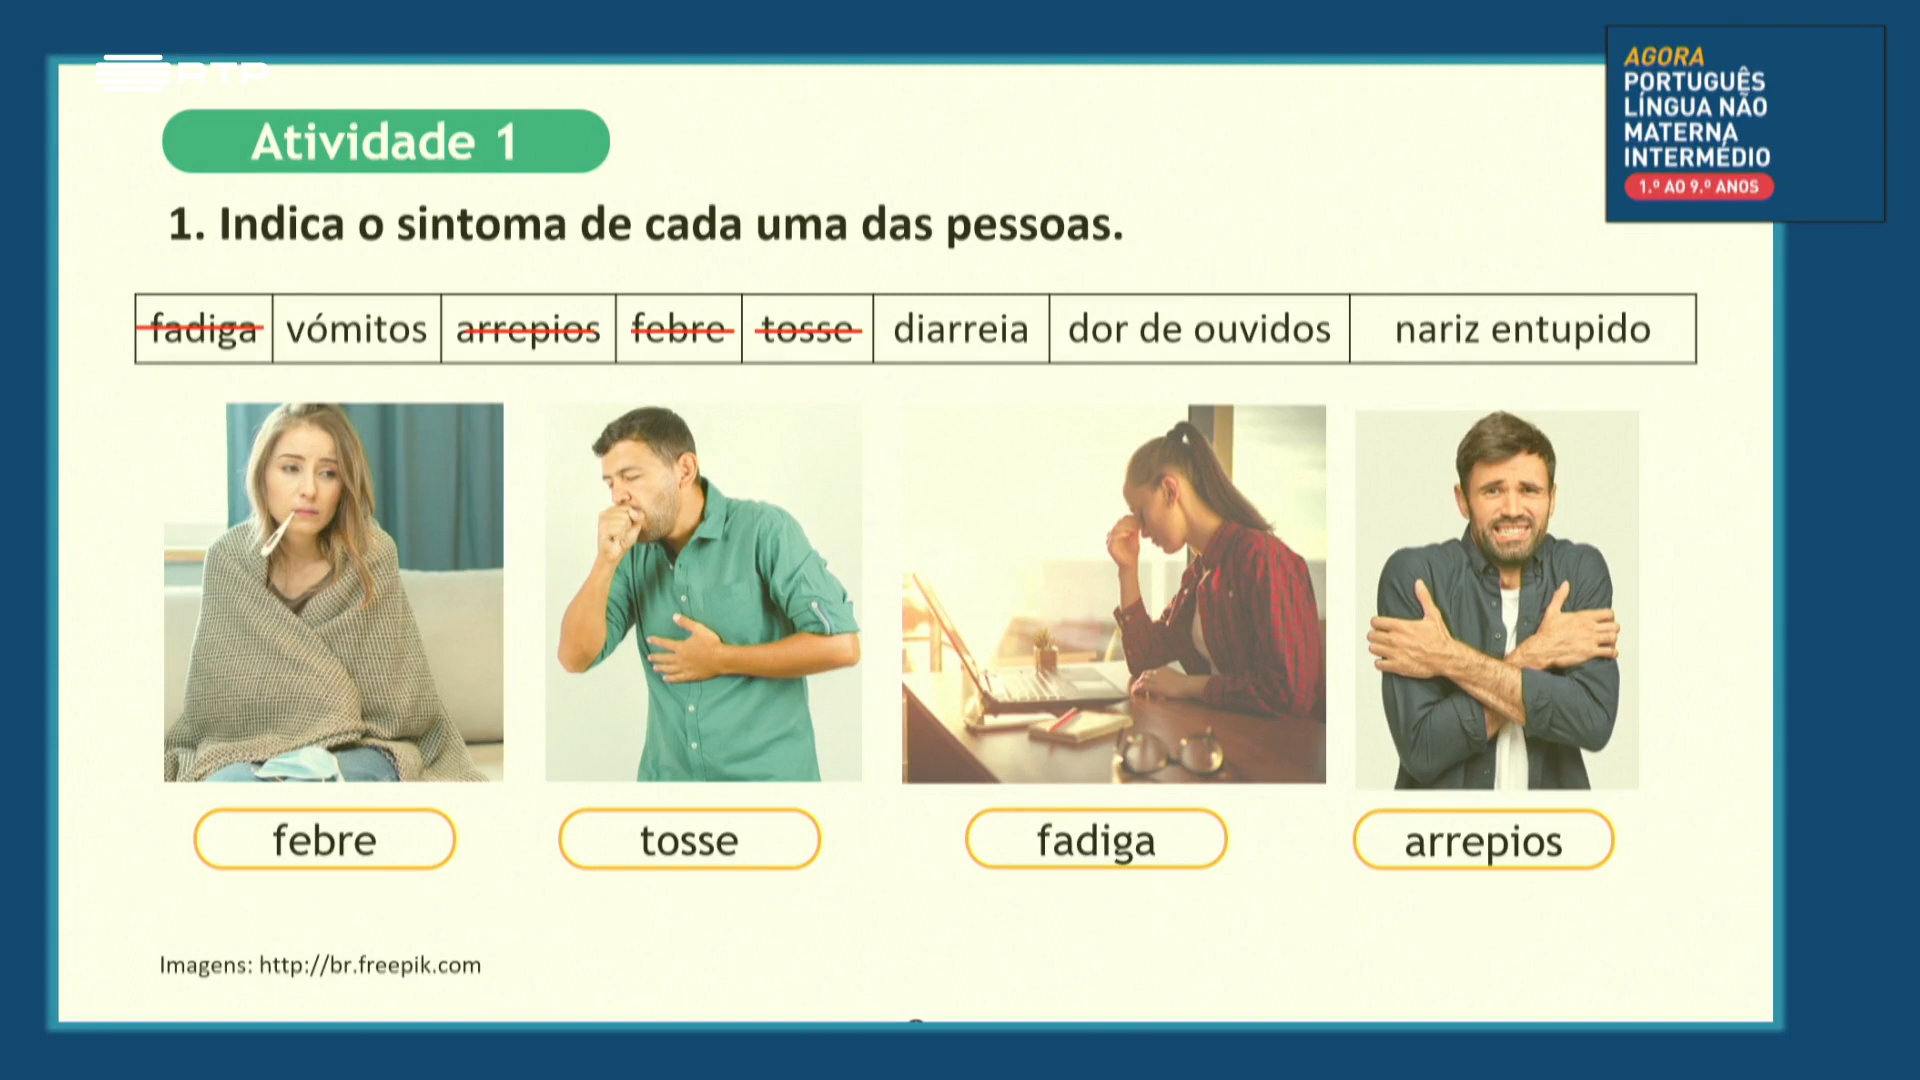 RTP
AGORA
PORTUGUÊS
LÍNGUA NÃO
MATERNA
INTERMÉDIO
1.º AO 9.º ANOS
Atividade 1
1. Indica o sintoma de cada uma das pessoas.
fadiga vómitos arrepios febre tosse diarreia dor de ouvidos nariz entupido
febre tosse fadiga arrepios
Imagens: http://br.freepik.com